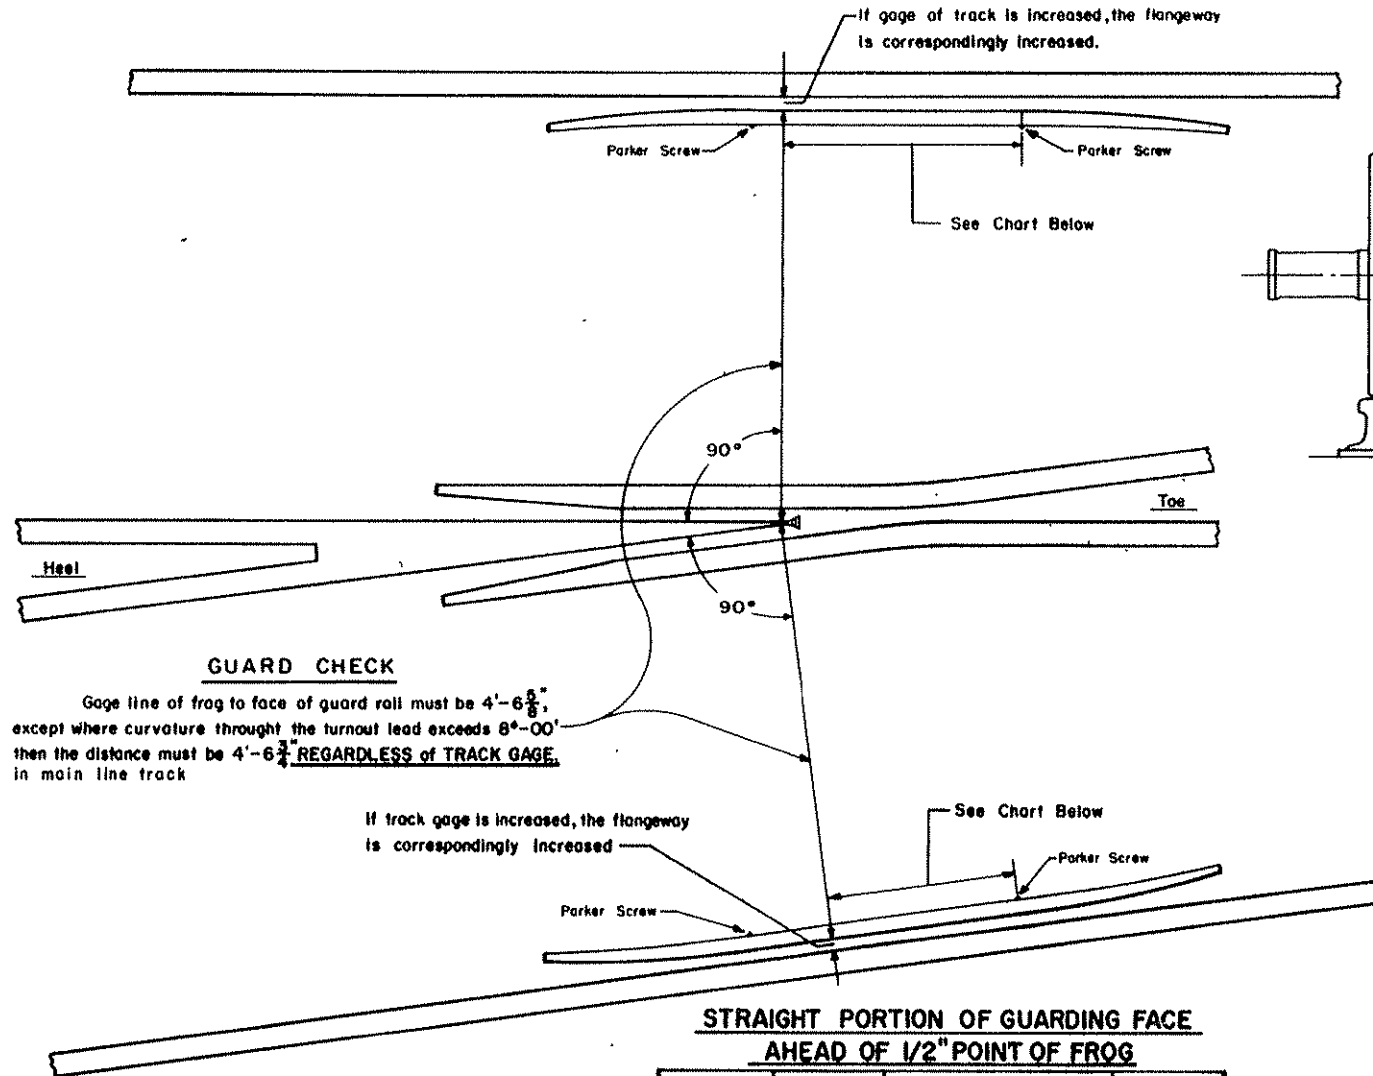 If gage of track is increased, the flangeway
is correspondingly increased.
Parker Screw
Parker Screw
See Chart Below
90°
Toe
Heel
90°
GUARD CHECK
Gage line of frog to face of guard rail must be 4'-6 5/8",
except where curvature throught the turnout lead exceeds 8°-00'
then the distance must be 4'-6 3/4" REGARDLESS of TRACK GAGE,
in main line track
If track gage is increased, the flangeway
is correspondingly increased
See Chart Below
Parker Screw
Parker Screw
STRAIGHT PORTION OF GUARDING FACE
AHEAD OF 1/2" POINT OF FROG